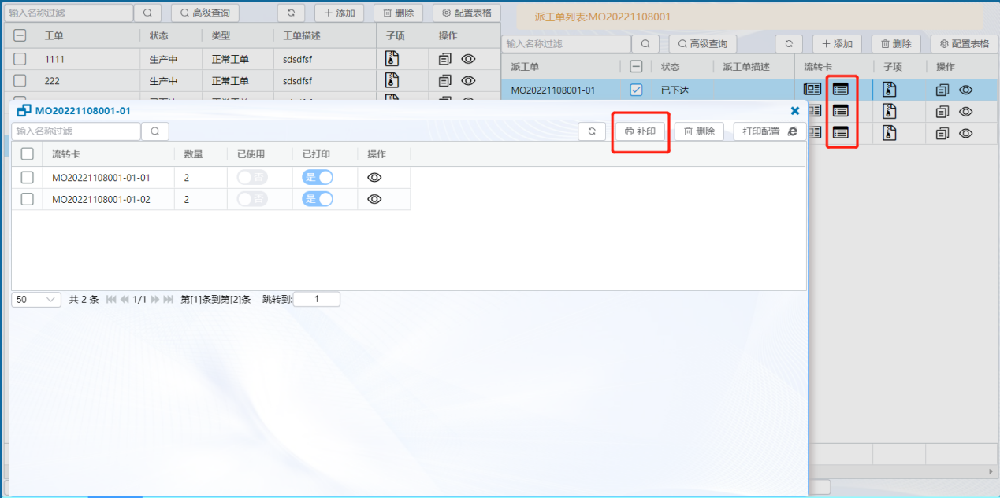 输入名称过滤 高级查询 添加 删除 配置表格
工单 状态 类型 工单描述 子项 操作
1111 生产中 正常工单 sdsdfsf
222 生产中 正常工单 sdsdfsf
派工单列表:MO20221108001
输入名称过滤 高级查询 添加 删除 配置表格
派工单 状态 派工单描述 流转卡 子项 操作
MO20221108001-01 已下达
MO20221108001-01
输入名称过滤 补印 删除 打印配置
流转卡 数量 已使用 已打印 操作
MO20221108001-01-01 2 否 是
MO20221108001-01-02 2 否 是
50 共 2 条 1/1 第[1]条到第[2]条 跳转到: 1